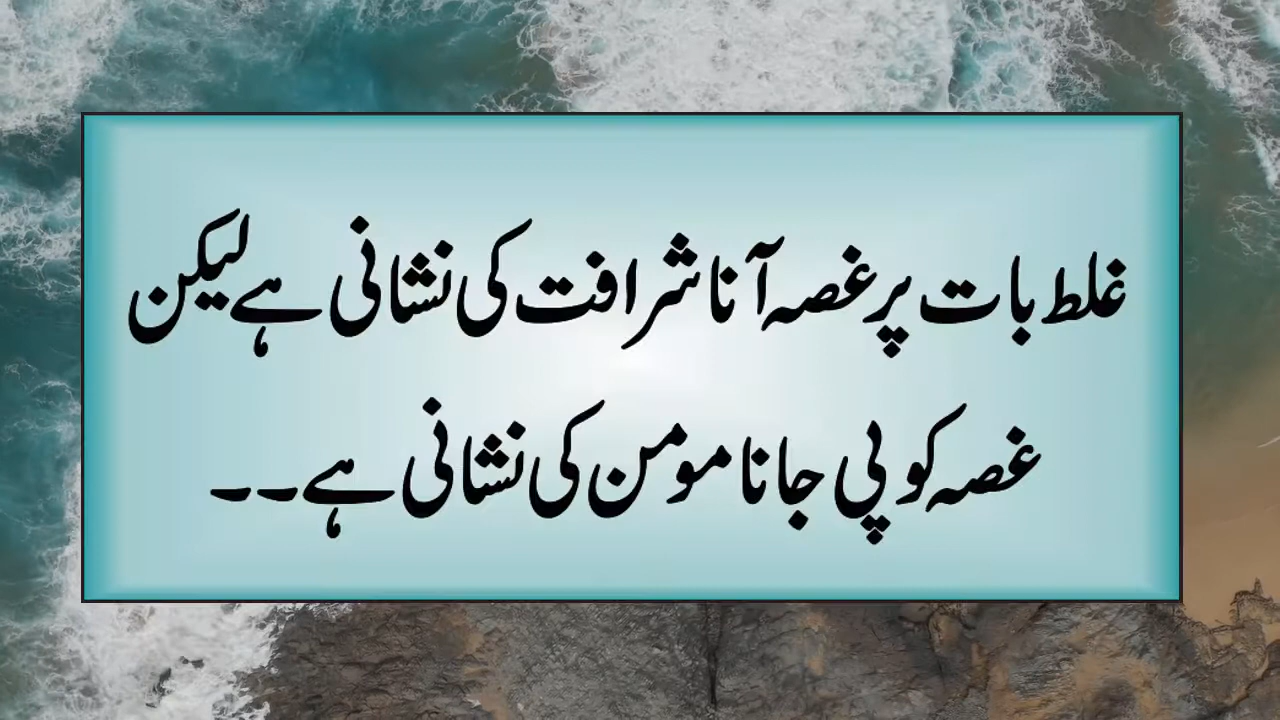 غلط بات پر غصہ آنا شرافت کی نشانی ہے لیکن
غصہ کو پی جانا مومن کی نشانی ہے۔۔